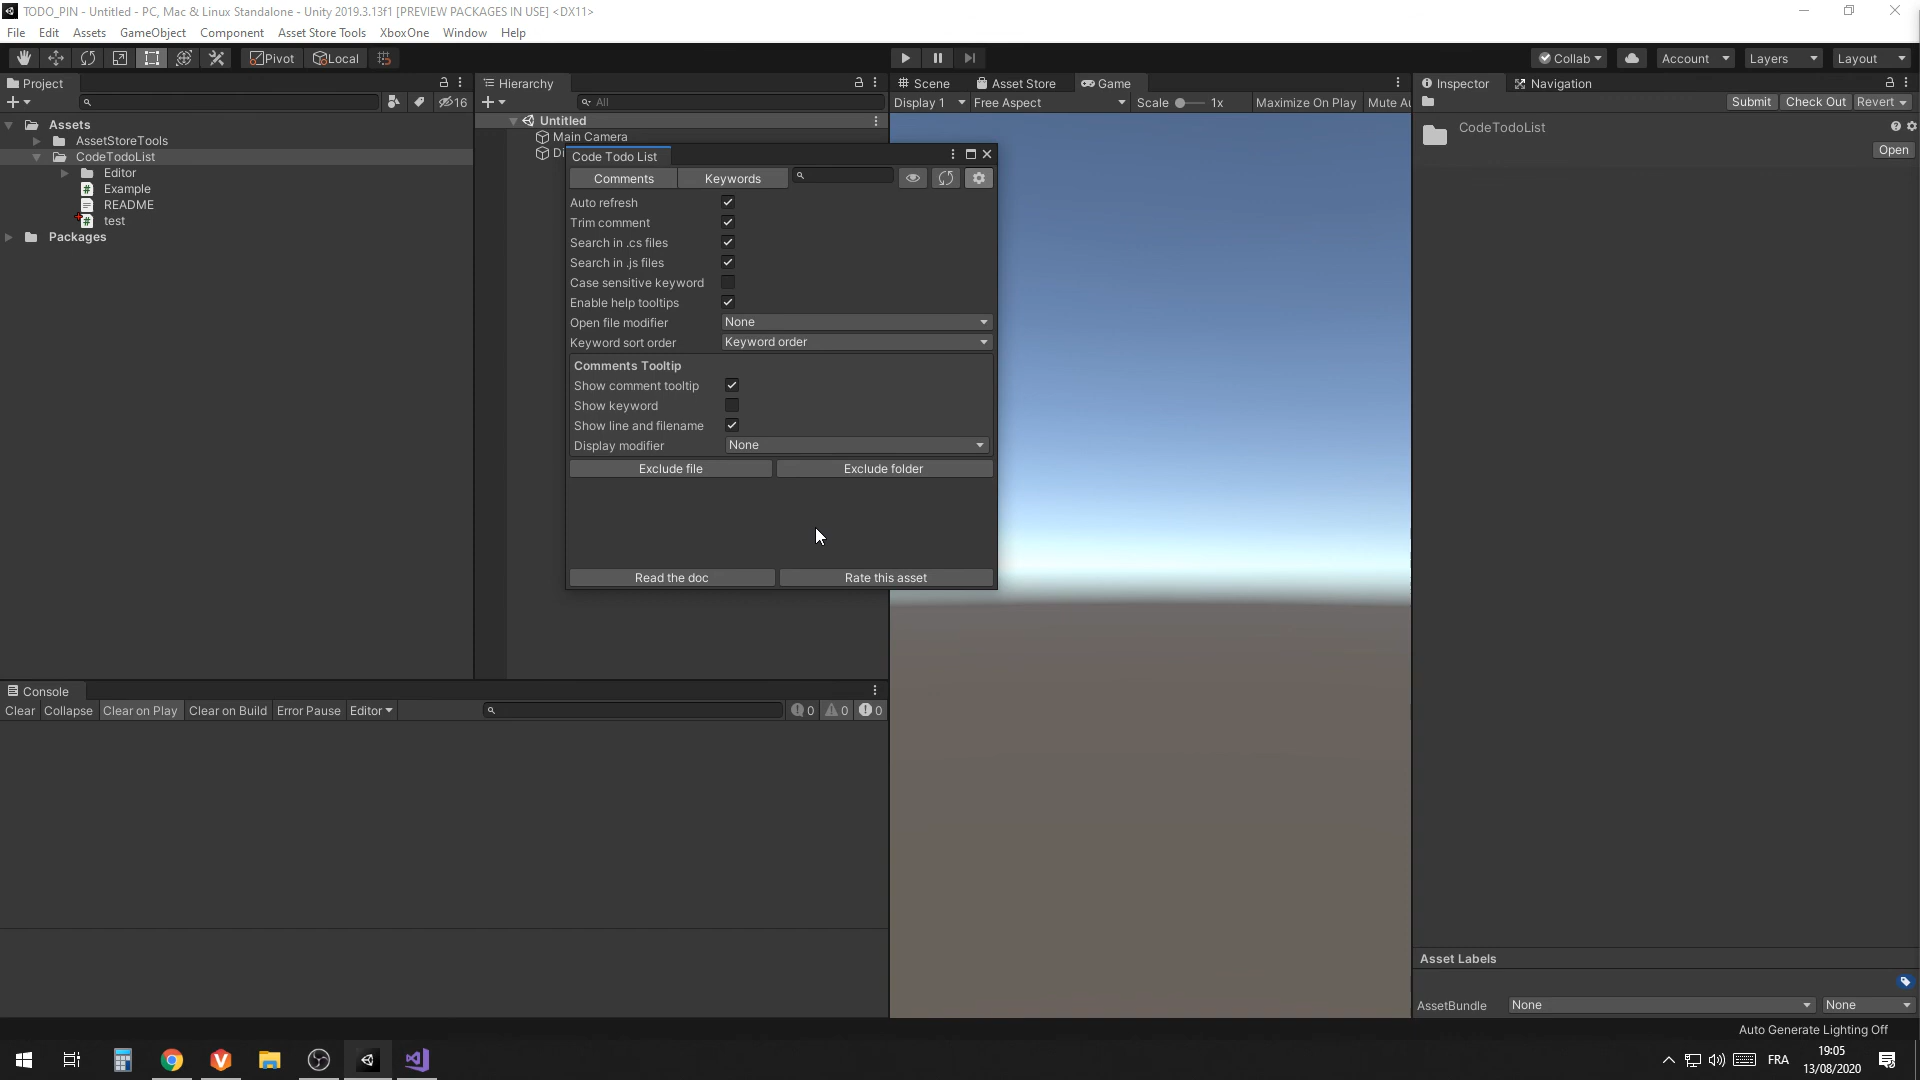 TODO_PIN - Untitled - PC, Mac & Linux Standalone - Unity 2019.3.13f1 [PREVIEW PACKAGES IN USE] <DX11>
File Edit Assets GameObject Component Asset Store Tools XboxOne Window Help
Pivot Local Collab Account Layers Layout
Project
16
Assets
AssetStoreTools
CodeTodoList
Editor
Example
README
test
Packages
Hierarchy
All
Untitled
Main Camera
Di
Code Todo List
Comments Keywords
Auto refresh
Trim comment
Search in .cs files
Search in .js files
Case sensitive keyword
Enable help tooltips
Open file modifier None
Keyword sort order Keyword order
Comments Tooltip
Show comment tooltip
Show keyword
Show line and filename
Display modifier None
Exclude file Exclude folder
Read the doc Rate this asset
Scene Asset Store Game
Display 1 Free Aspect Scale 1x Maximize On Play Mute Au
Inspector Navigation
Submit Check Out Revert
CodeTodoList
Open
Console
Clear Collapse Clear on Play Clear on Build Error Pause Editor 0 0 0
Asset Labels
AssetBundle None None
Auto Generate Lighting Off
FRA
19:05
13/08/2020